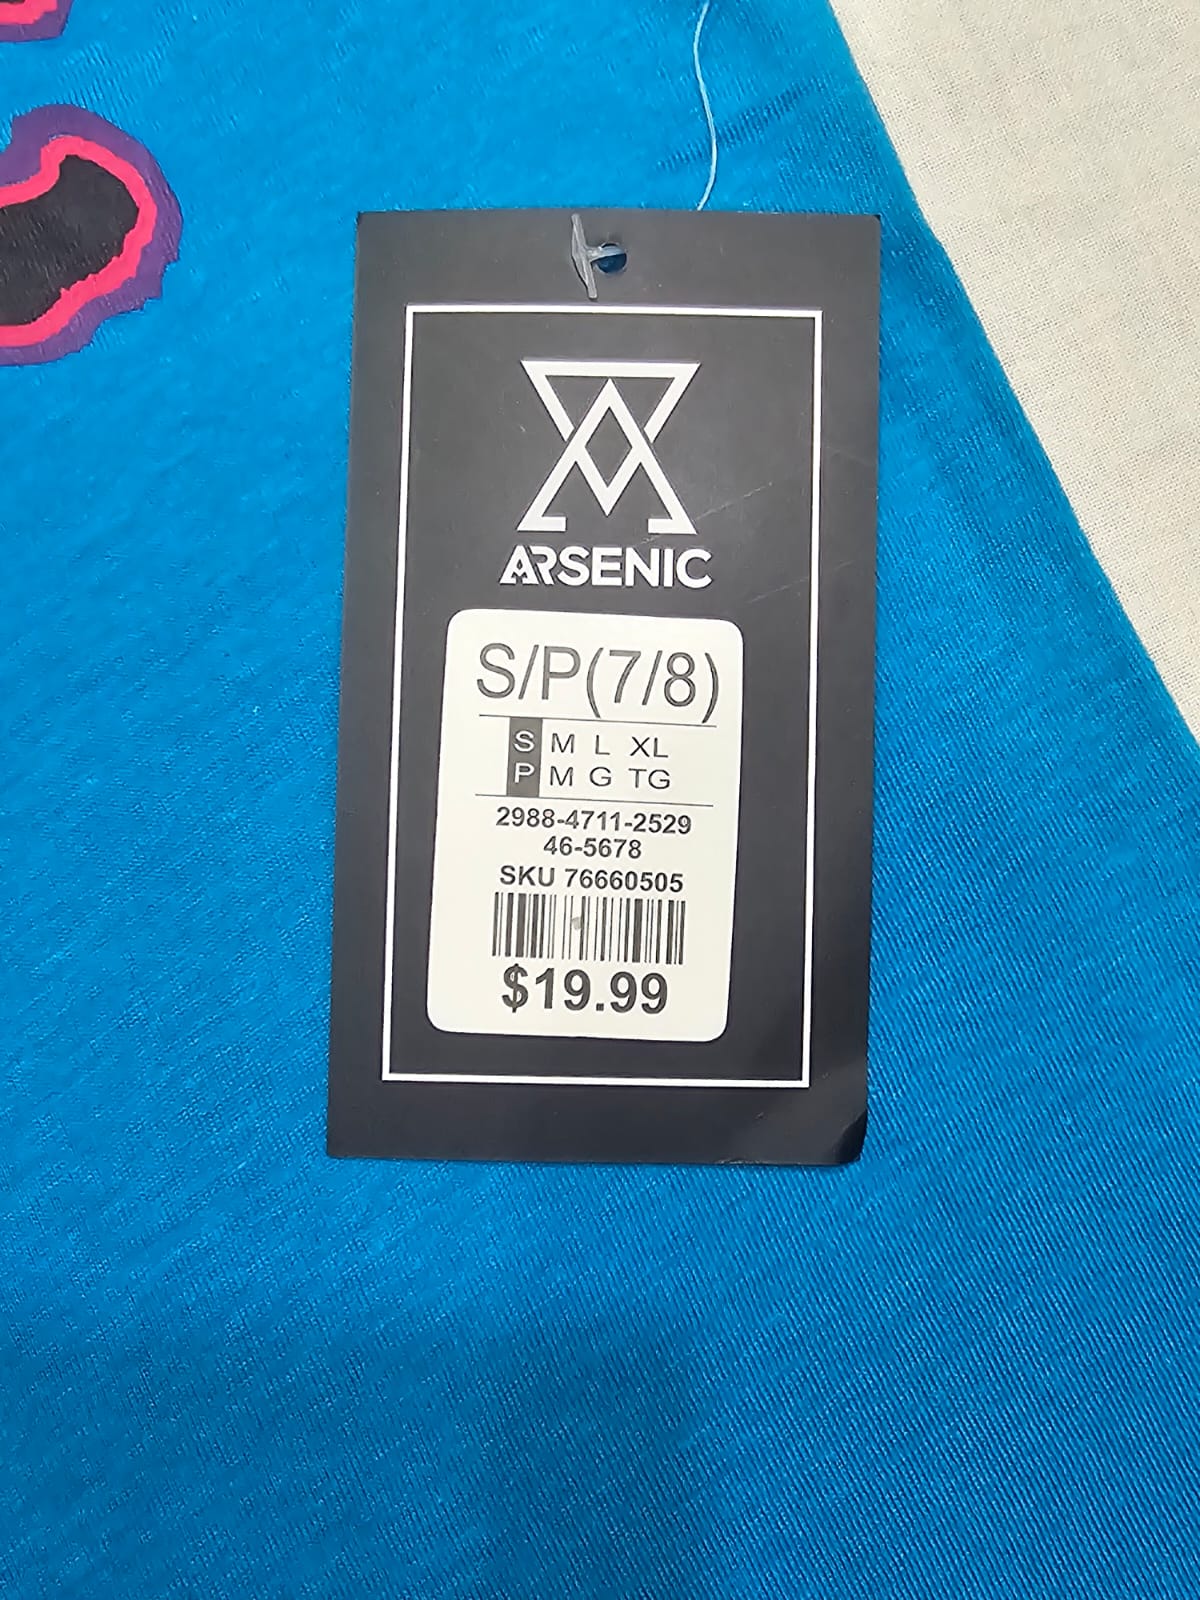 ARSENIC
S/P(7/8)
S M L XL
P M G TG
2988-4711-2529
46-5678
SKU 76660505
$19.99